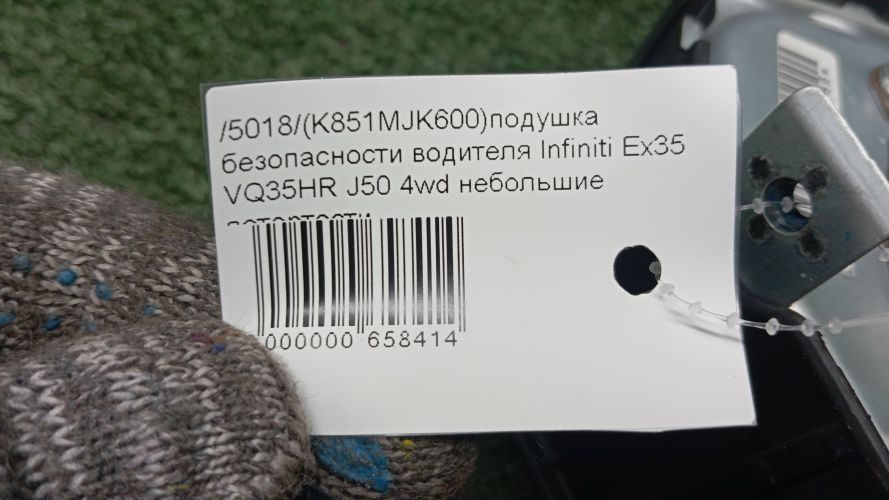 /5018/(K851MJK600)подушка
безопасности водителя Infiniti Ex35
VQ35HR J50 4wd небольшие
000000 658414